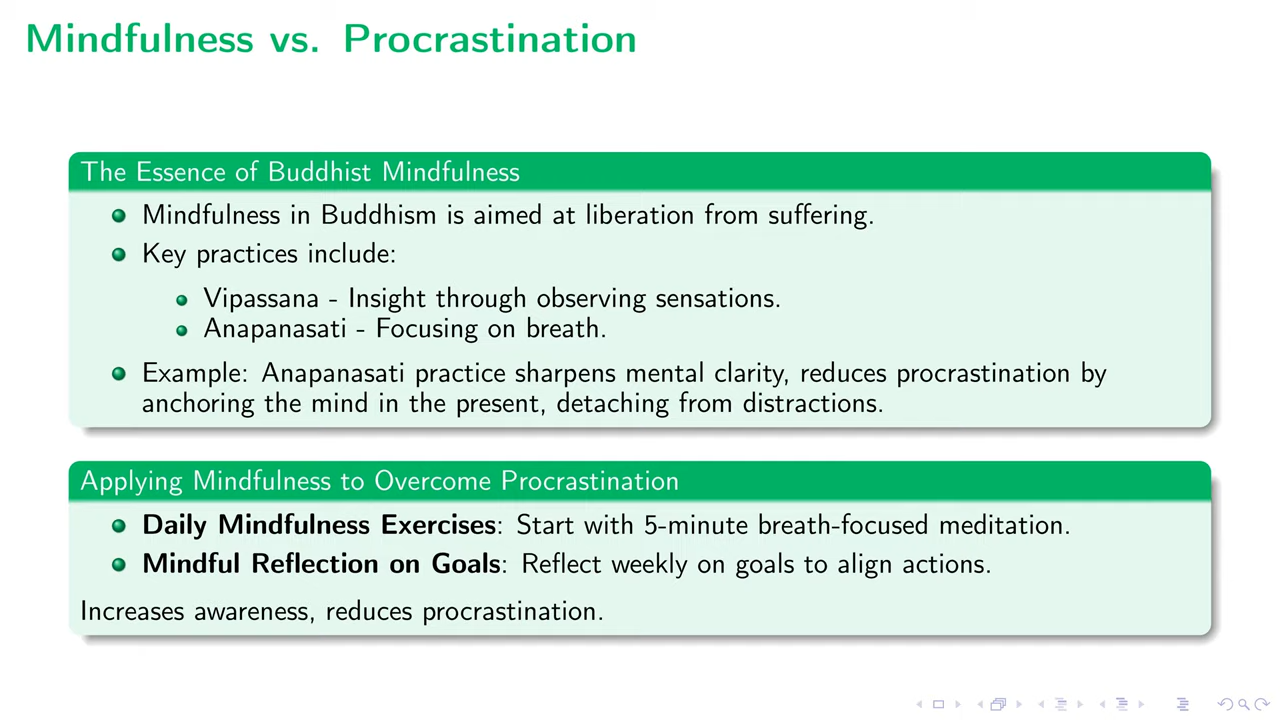 Mindfulness vs. Procrastination
The Essence of Buddhist Mindfulness
Mindfulness in Buddhism is aimed at liberation from suffering.
Key practices include:
Vipassana - Insight through observing sensations.
Anapanasati - Focusing on breath.
Example: Anapanasati practice sharpens mental clarity, reduces procrastination by
anchoring the mind in the present, detaching from distractions.
Applying Mindfulness to Overcome Procrastination
Daily Mindfulness Exercises: Start with 5-minute breath-focused meditation.
Mindful Reflection on Goals: Reflect weekly on goals to align actions.
Increases awareness, reduces procrastination.